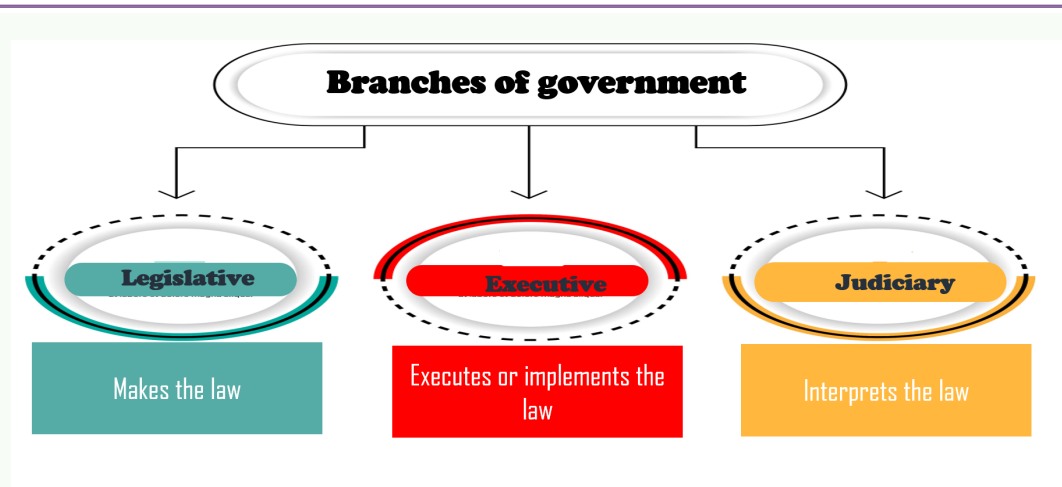 Branches of government
Legislative
Executive
Judiciary
Makes the law
Executes or implements the
law
Interprets the law